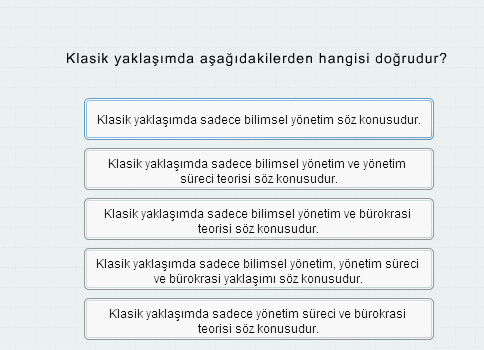 Klasik yaklaşımda aşağıdakilerden hangisi doğrudur?
Klasik yaklaşımda sadece bilimsel yönetim söz konusudur.
Klasik yaklaşımda sadece bilimsel yönetim ve yönetim
süreci teorisi söz konusudur.
Klasik yaklaşımda sadece bilimsel yönetim ve bürokrasi
teorisi söz konusudur.
Klasik yaklaşımda sadece bilimsel yönetim, yönetim süreci
ve bürokrasi yaklaşımı söz konusudur.
Klasik yaklaşımda sadece yönetim süreci ve bürokrasi
teorisi söz konusudur.